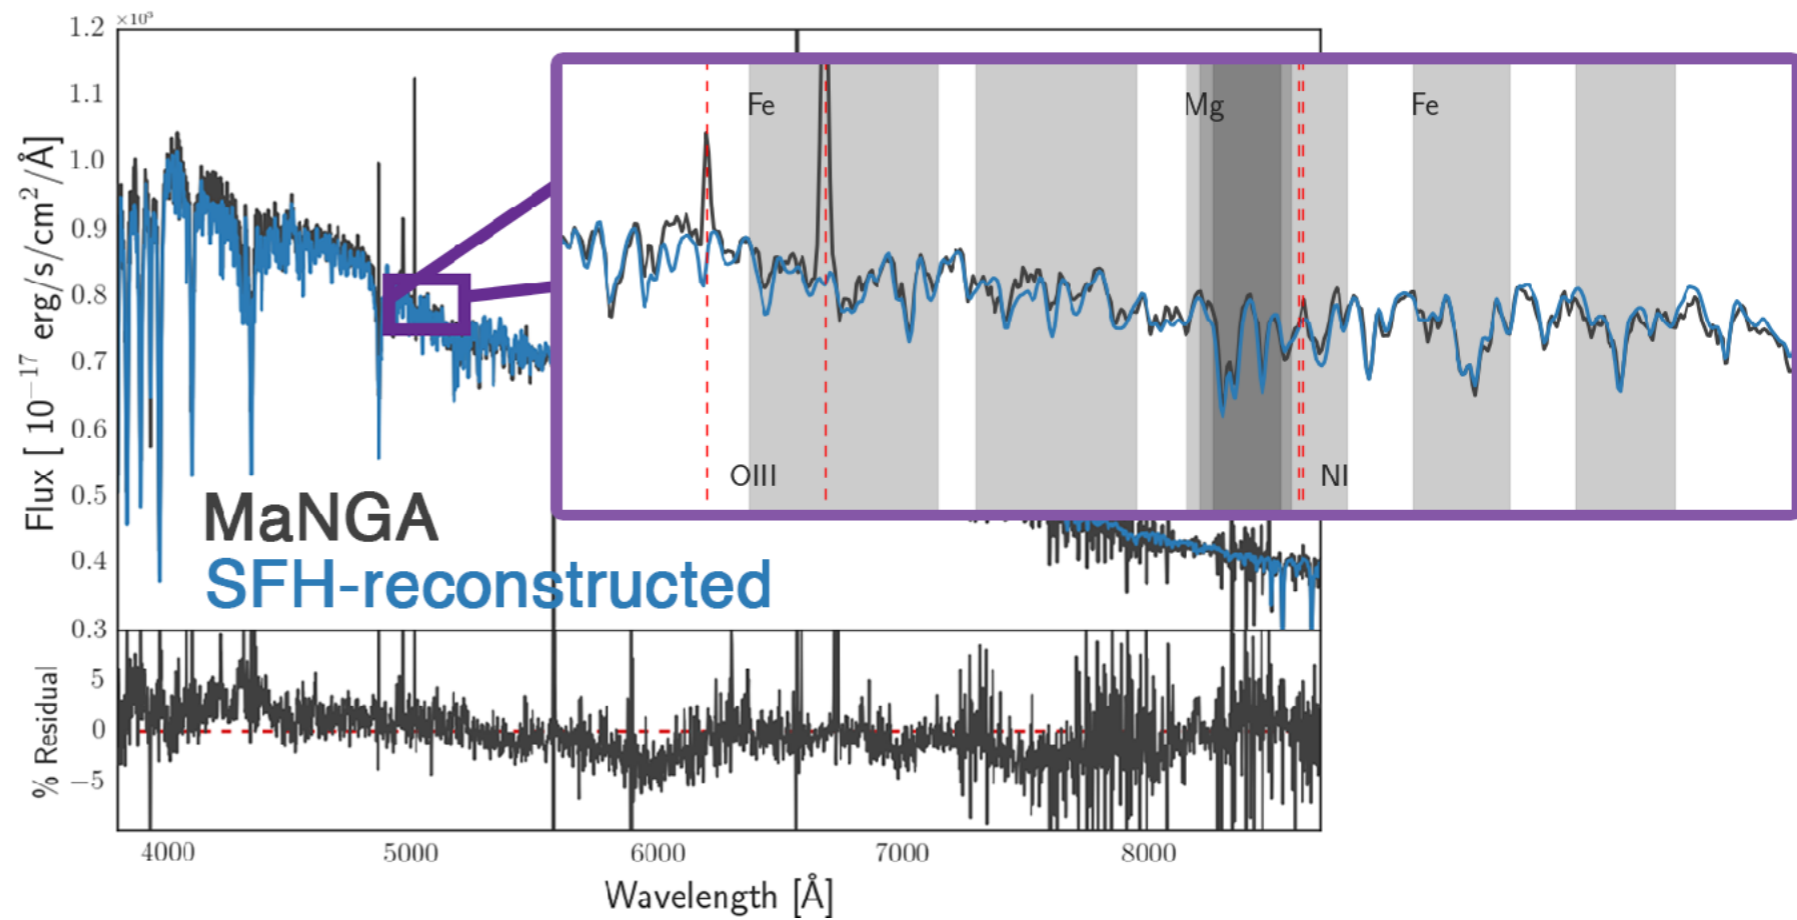 ×10⁵
1.2
1.1
1.0
0.9
0.8
0.7
0.6
0.5
0.4
0.3
Flux [ 10⁻¹⁷ erg/s/cm²/Å]
Fe
Mg
Fe
OIII
NI
MaNGA
SFH-reconstructed
5
0
−5
% Residual
4000
5000
6000
7000
8000
Wavelength [Å]